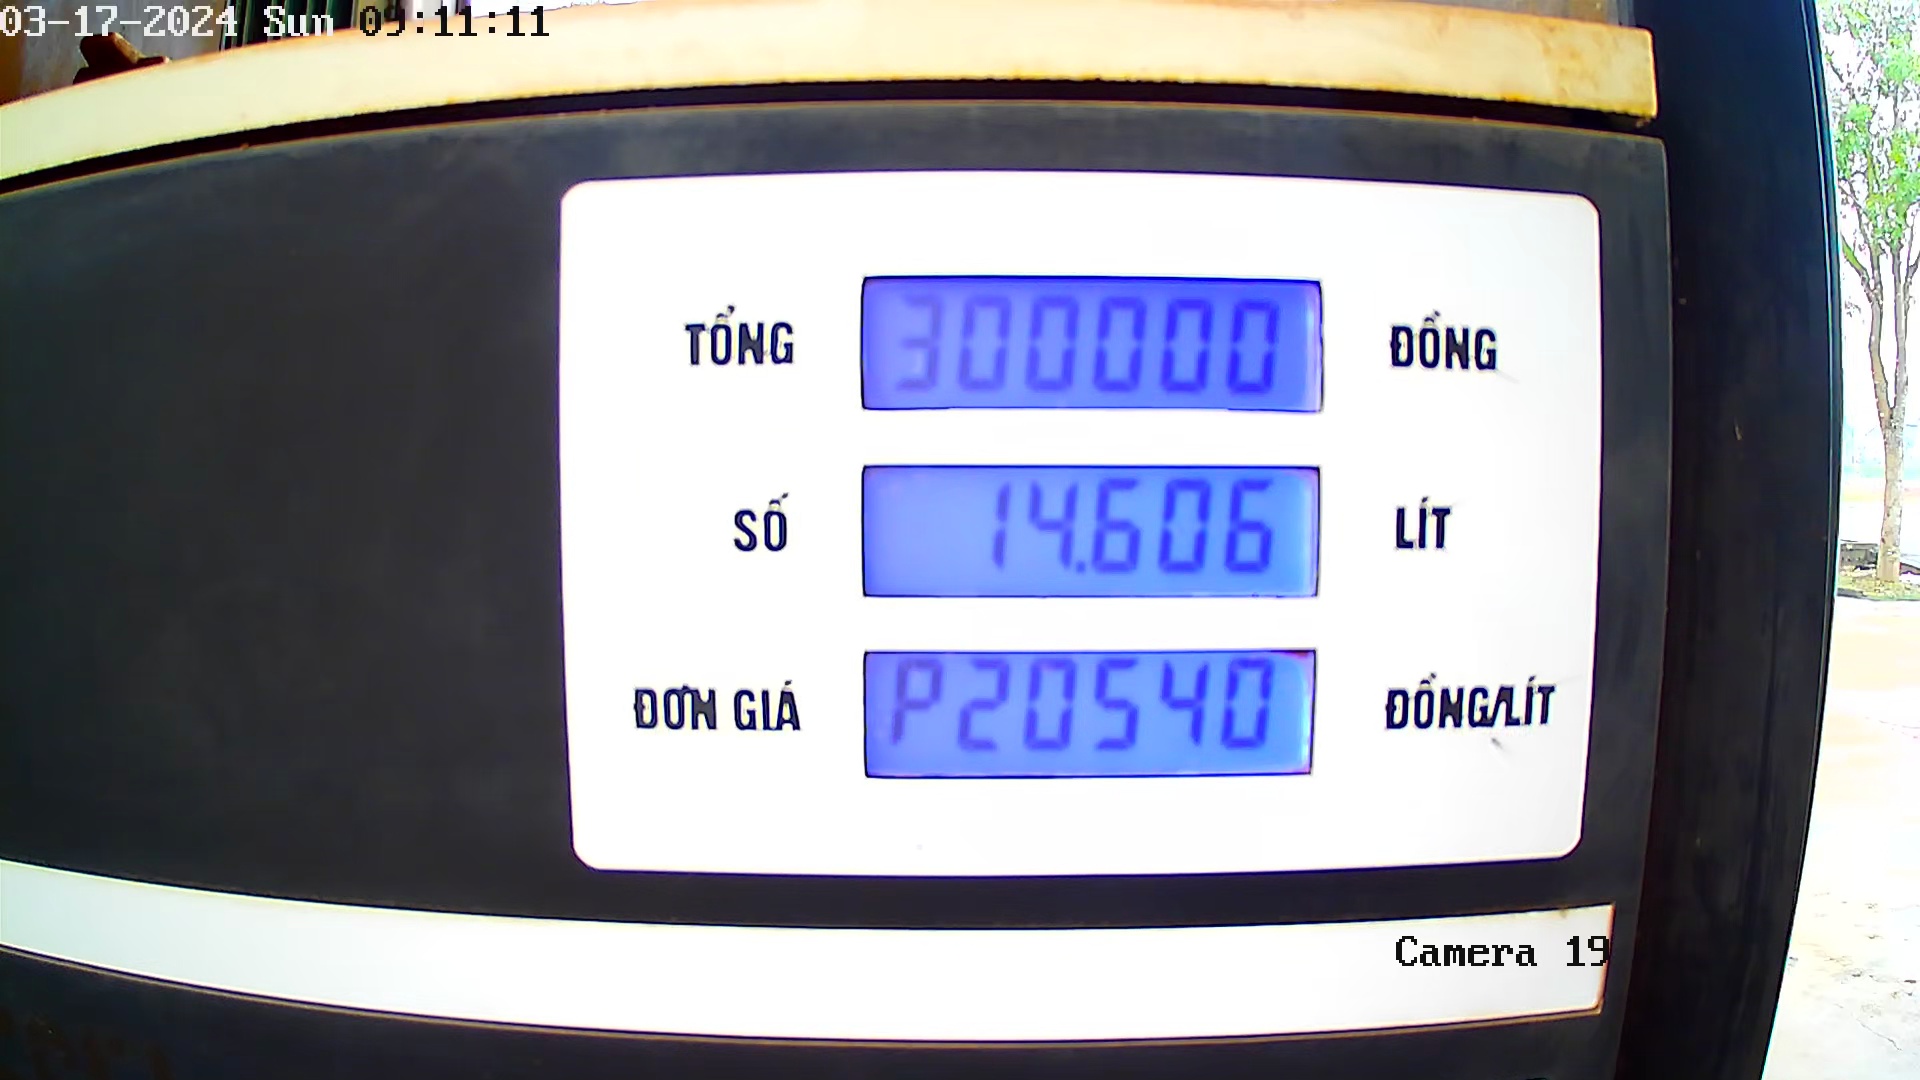 03-17-2024 Sun 09:11:11
TỔNG 300000 ĐỒNG
SỐ 14.606 LÍT
ĐƠN GIÁ P20540 ĐỒNG/LÍT
Camera 19